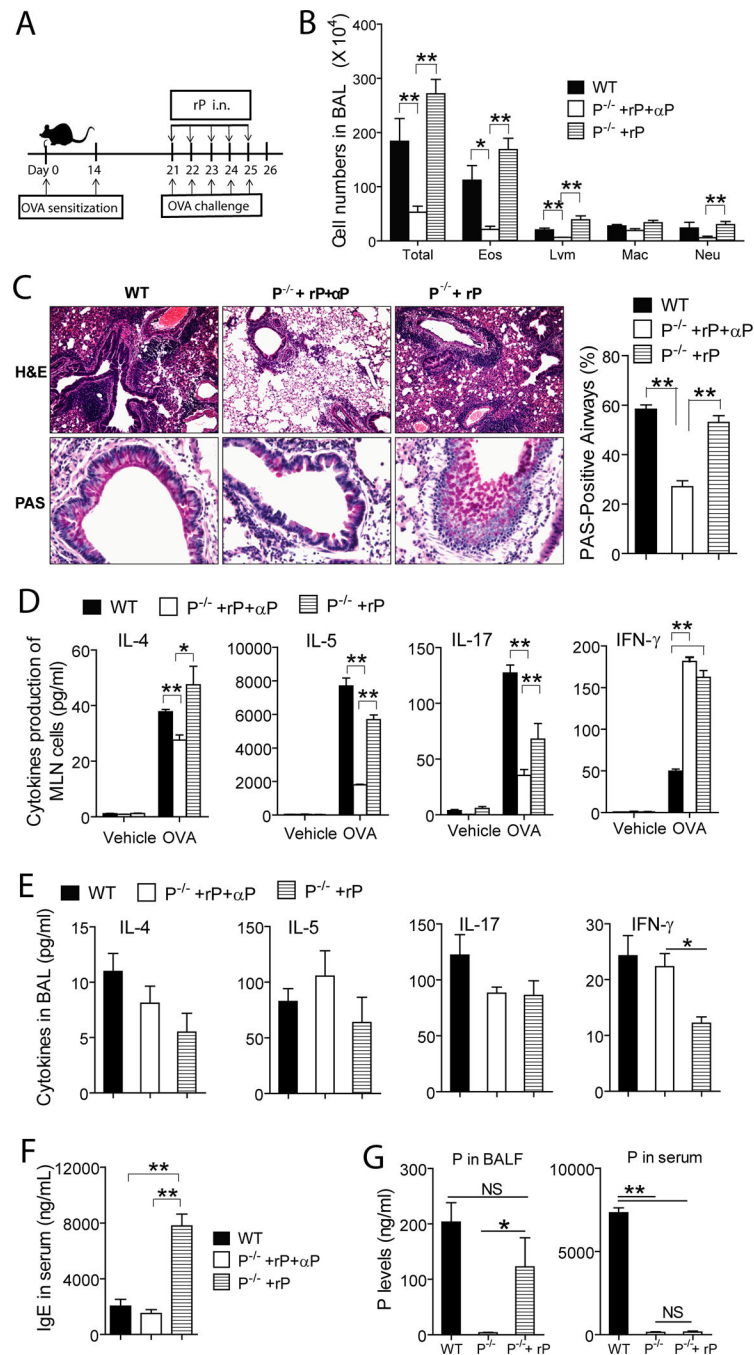 A
rP i.n.
Day 0 14 21 22 23 24 25 26
OVA sensitization OVA challenge
B
Cell numbers in BAL (X 10⁴)
400
300
200
100
0
WT
P⁻/⁻ +rP+αP
P⁻/⁻ +rP
** **
* **
** **
**
Total Eos Lym Mac Neu
C
WT P⁻/⁻ + rP+αP P⁻/⁻ + rP
H&E
PAS
WT
P⁻/⁻ +rP+αP
P⁻/⁻ +rP
PAS-Positive Airways (%)
80
60
40
20
0
** **
D
WT P⁻/⁻ +rP+αP P⁻/⁻ +rP
Cytokines production of
MLN cells (pg/ml)
IL-4
60
40
20
0
*
**
Vehicle OVA
IL-5
10000
8000
6000
4000
2000
0
**
**
Vehicle OVA
IL-17
150
100
50
0
**
**
Vehicle OVA
IFN-γ
200
150
100
50
0
**
Vehicle OVA
E
WT P⁻/⁻ +rP+αP P⁻/⁻ +rP
Cytokines in BAL (pg/ml)
IL-4
15
10
5
0
IL-5
150
100
50
0
IL-17
150
100
50
0
IFN-γ
30
20
10
0
*
F
IgE in serum (ng/mL)
12000
8000
4000
0
**
**
WT
P⁻/⁻ +rP+αP
P⁻/⁻ +rP
G
P levels (ng/ml)
P in BALF
300
200
100
0
NS
*
WT P⁻/⁻ P⁻/⁻+ rP
P in serum
10000
5000
0
**
NS
WT P⁻/⁻ P⁻/⁻+ rP